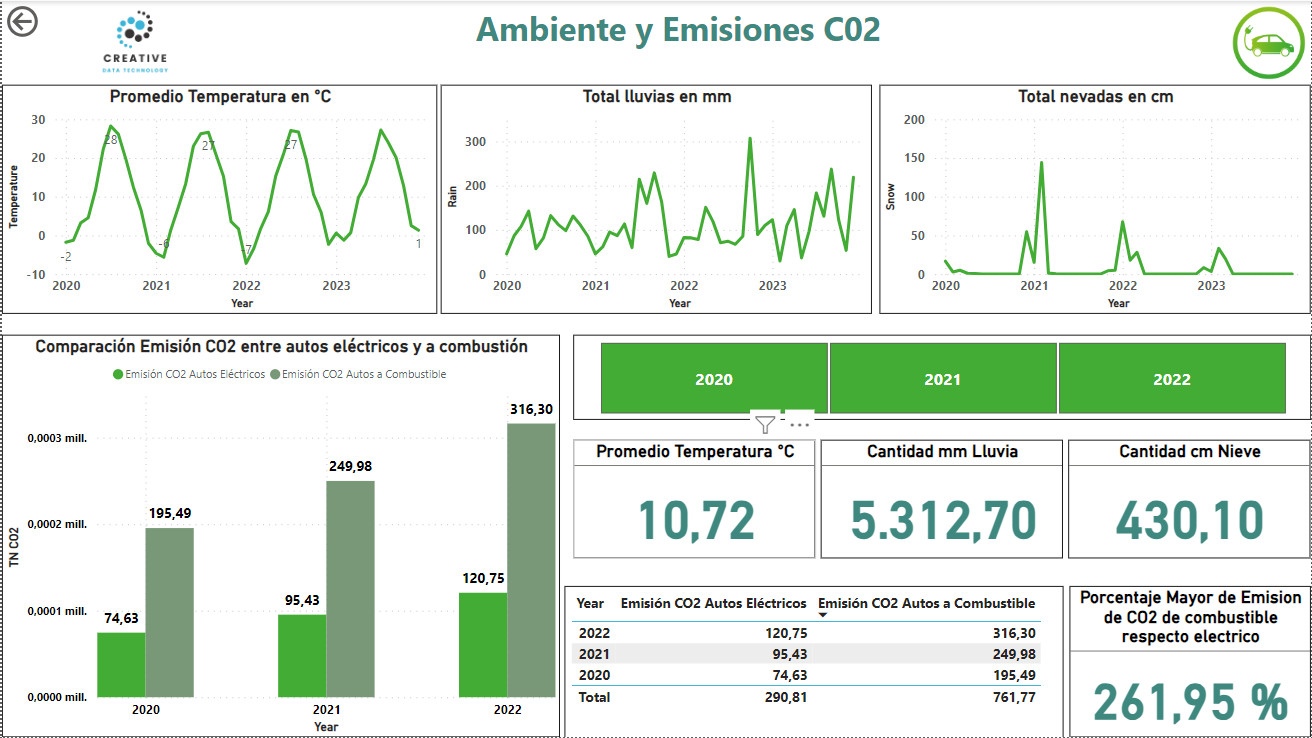 CREATIVE
DATA TECHNOLOGY
Ambiente y Emisiones C02
Promedio Temperatura en °C
Temperature
30
20
10
0
-10
28
27
27
-2
-6
-7
1
2020 2021 2022 2023
Year
Total lluvias en mm
Rain
300
200
100
0
2020 2021 2022 2023
Year
Total nevadas en cm
Snow
200
150
100
50
0
2020 2021 2022 2023
Year
Comparación Emisión CO2 entre autos eléctricos y a combustión
Emisión CO2 Autos Eléctricos Emisión CO2 Autos a Combustible
TN CO2
0,0003 mill.
0,0002 mill.
0,0001 mill.
0,0000 mill.
74,63
195,49
95,43
249,98
120,75
316,30
2020 2021 2022
Year
2020 2021 2022
Promedio Temperatura °C
10,72
Cantidad mm Lluvia
5.312,70
Cantidad cm Nieve
430,10
Year Emisión CO2 Autos Eléctricos Emisión CO2 Autos a Combustible
2022 120,75 316,30
2021 95,43 249,98
2020 74,63 195,49
Total 290,81 761,77
Porcentaje Mayor de Emision
de CO2 de combustible
respecto electrico
261,95 %